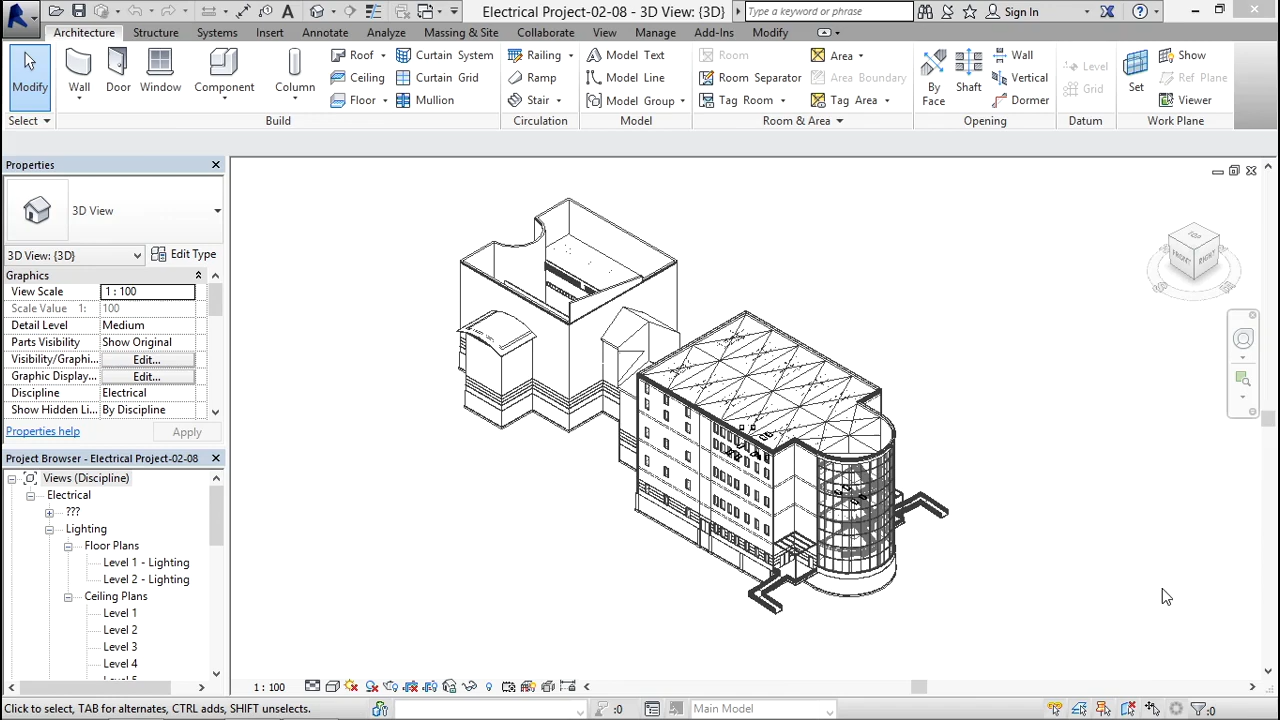 Electrical Project-02-08 - 3D View: {3D}
Type a keyword or phrase
Sign In
Architecture Structure Systems Insert Annotate Analyze Massing & Site Collaborate View Manage Add-Ins Modify
Modify Wall Door Window Component Column
Roof Ceiling Floor
Curtain System Curtain Grid Mullion
Railing Ramp Stair
Model Text Model Line Model Group
Room Room Separator Tag Room
Area Area Boundary Tag Area
By Face Shaft
Wall Vertical Dormer
Level Grid
Set Show Ref Plane Viewer
Select Build Circulation Model Room & Area Opening Datum Work Plane
Properties
3D View
3D View: {3D} Edit Type
Graphics
View Scale 1 : 100
Scale Value 1: 100
Detail Level Medium
Parts Visibility Show Original
Visibility/Graphi... Edit...
Graphic Display... Edit...
Discipline Electrical
Show Hidden Li... By Discipline
Properties help Apply
Project Browser - Electrical Project-02-08
Views (Discipline)
Electrical
???
Lighting
Floor Plans
Level 1 - Lighting
Level 2 - Lighting
Ceiling Plans
Level 1
Level 2
Level 3
Level 4
TOP
FRONT RIGHT
1 : 100
Click to select, TAB for alternates, CTRL adds, SHIFT unselects.
:0
Main Model
:0